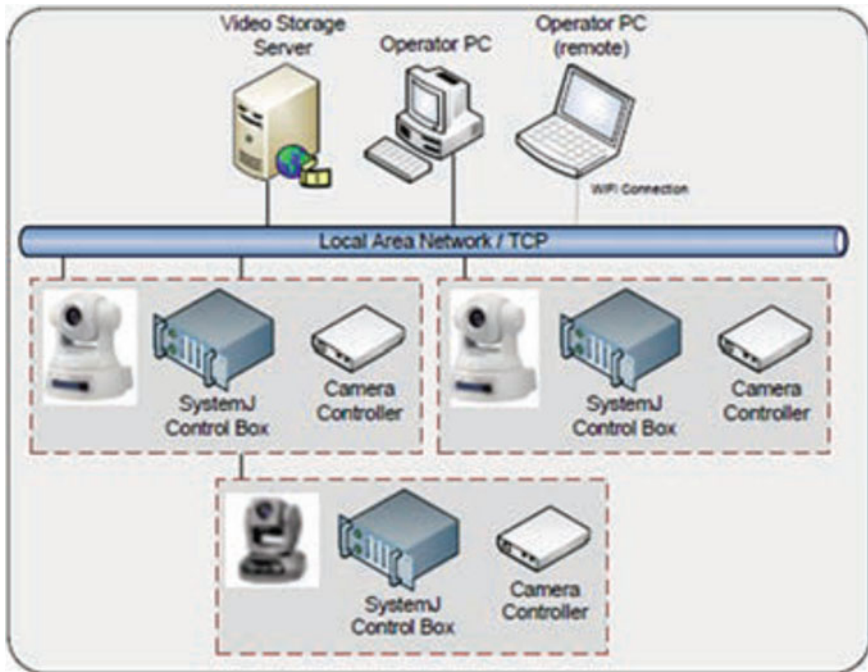 Video Storage
Server
Operator PC
Operator PC
(remote)
WIFI Connection
Local Area Network / TCP
SystemJ
Control Box
Camera
Controller
SystemJ
Control Box
Camera
Controller
SystemJ
Control Box
Camera
Controller